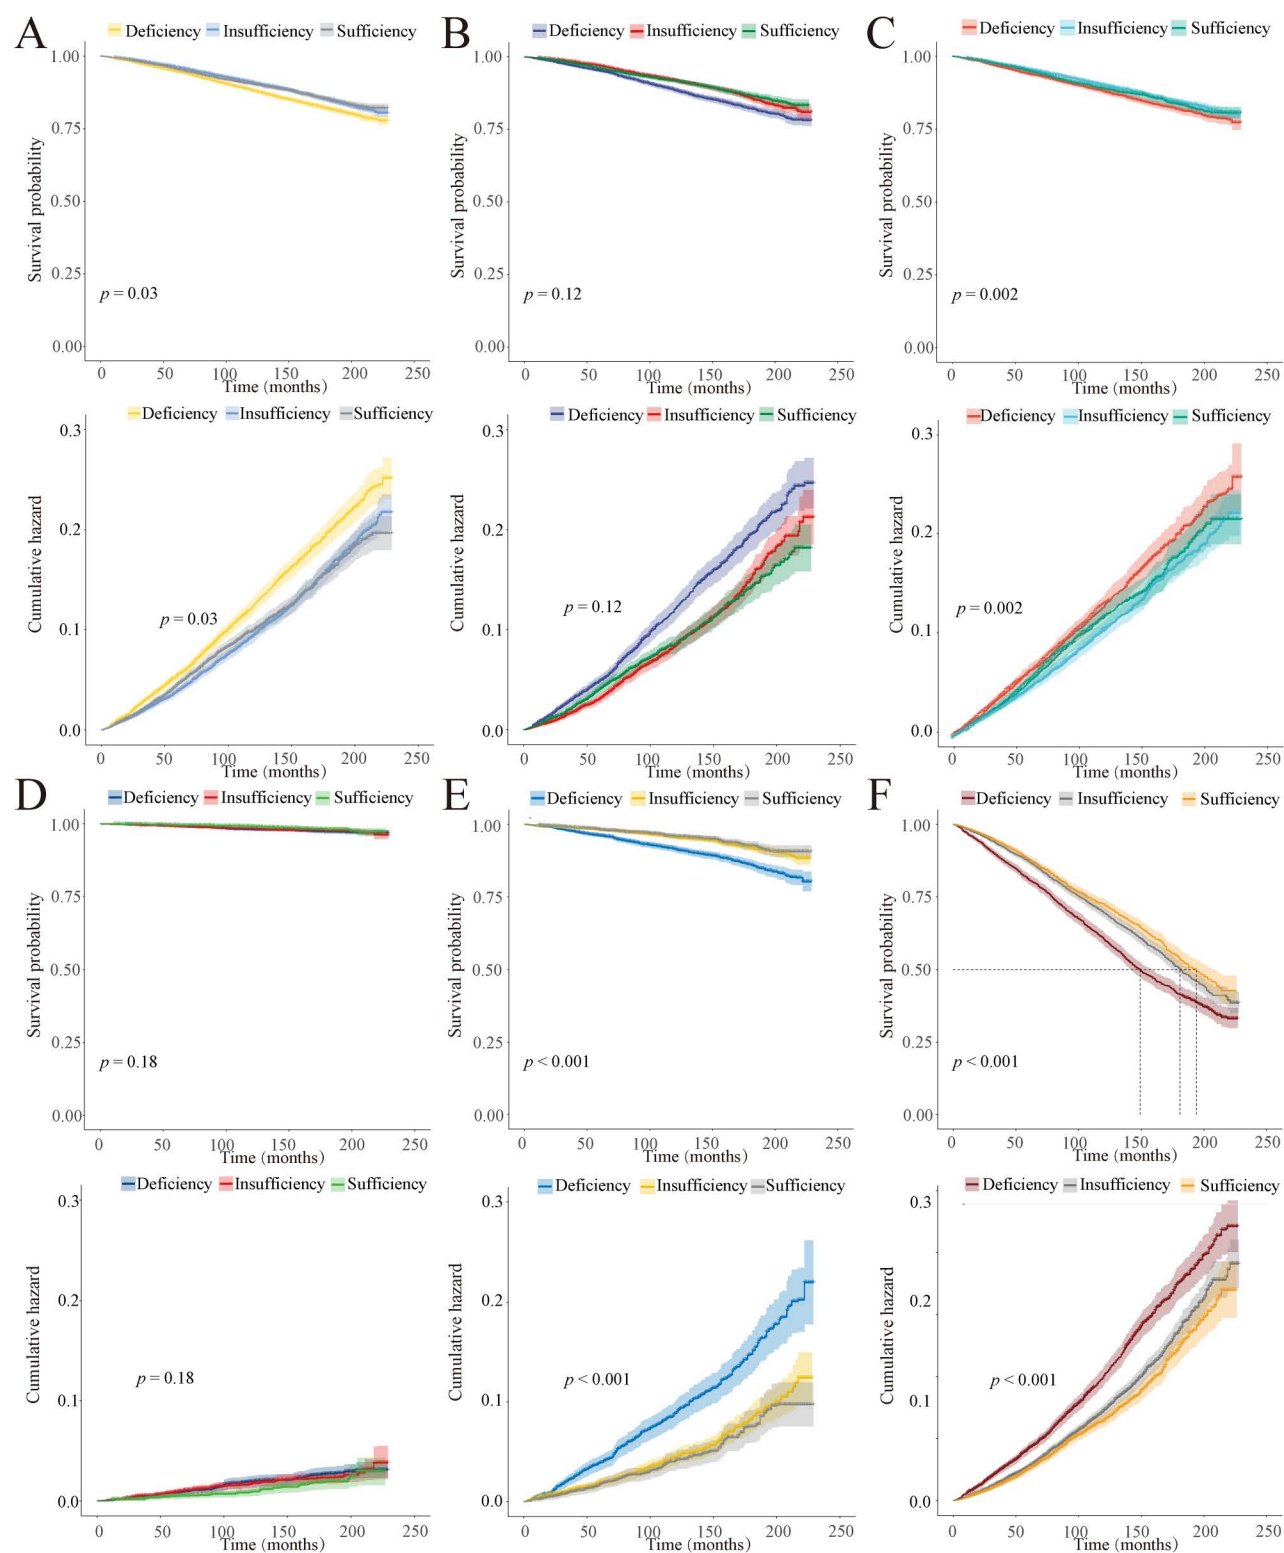 A
Deficiency Insufficiency Sufficiency
1.00
0.75
0.50
0.25
0.00
Survival probability
p = 0.03
0 50 100 150 200 250
Time (months)
B
Deficiency Insufficiency Sufficiency
1.00
0.75
0.50
0.25
0.00
Survival probability
p = 0.12
0 50 100 150 200 250
Time (months)
C
Deficiency Insufficiency Sufficiency
1.00
0.75
0.50
0.25
0.00
Survival probability
p = 0.002
0 50 100 150 200 250
Time (months)
Deficiency Insufficiency Sufficiency
0.3
0.2
0.1
0.0
Cumulative hazard
p = 0.03
0 50 100 150 200 250
Time (months)
Deficiency Insufficiency Sufficiency
0.3
0.2
0.1
0.0
Cumulative hazard
p = 0.12
0 50 100 150 200 250
Time (months)
Deficiency Insufficiency Sufficiency
0.3
0.2
0.1
0.0
Cumulative hazard
p = 0.002
0 50 100 150 200 250
Time (months)
D
Deficiency Insufficiency Sufficiency
1.00
0.75
0.50
0.25
0.00
Survival probability
p = 0.18
0 50 100 150 200 250
Time (months)
E
Deficiency Insufficiency Sufficiency
1.00
0.75
0.50
0.25
0.00
Survival probability
p < 0.001
0 50 100 150 200 250
Time (months)
F
Deficiency Insufficiency Sufficiency
1.00
0.75
0.50
0.25
0.00
Survival probability
p < 0.001
0 50 100 150 200 250
Time (months)
Deficiency Insufficiency Sufficiency
0.3
0.2
0.1
0.0
Cumulative hazard
p = 0.18
0 50 100 150 200 250
Time (months)
Deficiency Insufficiency Sufficiency
0.3
0.2
0.1
0.0
Cumulative hazard
p < 0.001
0 50 100 150 200 250
Time (months)
Deficiency Insufficiency Sufficiency
0.3
0.2
0.1
0.0
Cumulative hazard
p < 0.001
0 50 100 150 200 250
Time (months)